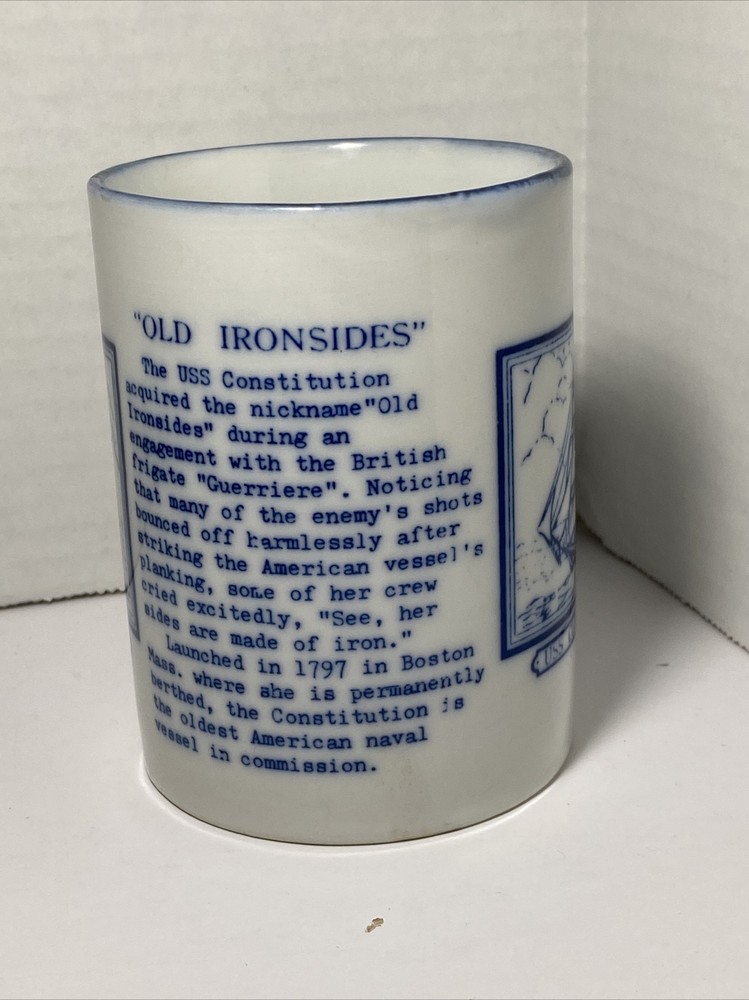 "OLD IRONSIDES"
The USS Constitution
acquired the nickname"Old
Ironsides" during an
engagement with the British
frigate "Guerriere". Noticing
that many of the enemy's shots
bounced off harmlessly after
striking the American vessel's
planking, some of her crew
cried excitedly, "See, her
sides are made of iron."
Launched in 1797 in Boston
Mass. where she is permanently
berthed, the Constitution is
the oldest American naval
vessel in commission.
USS